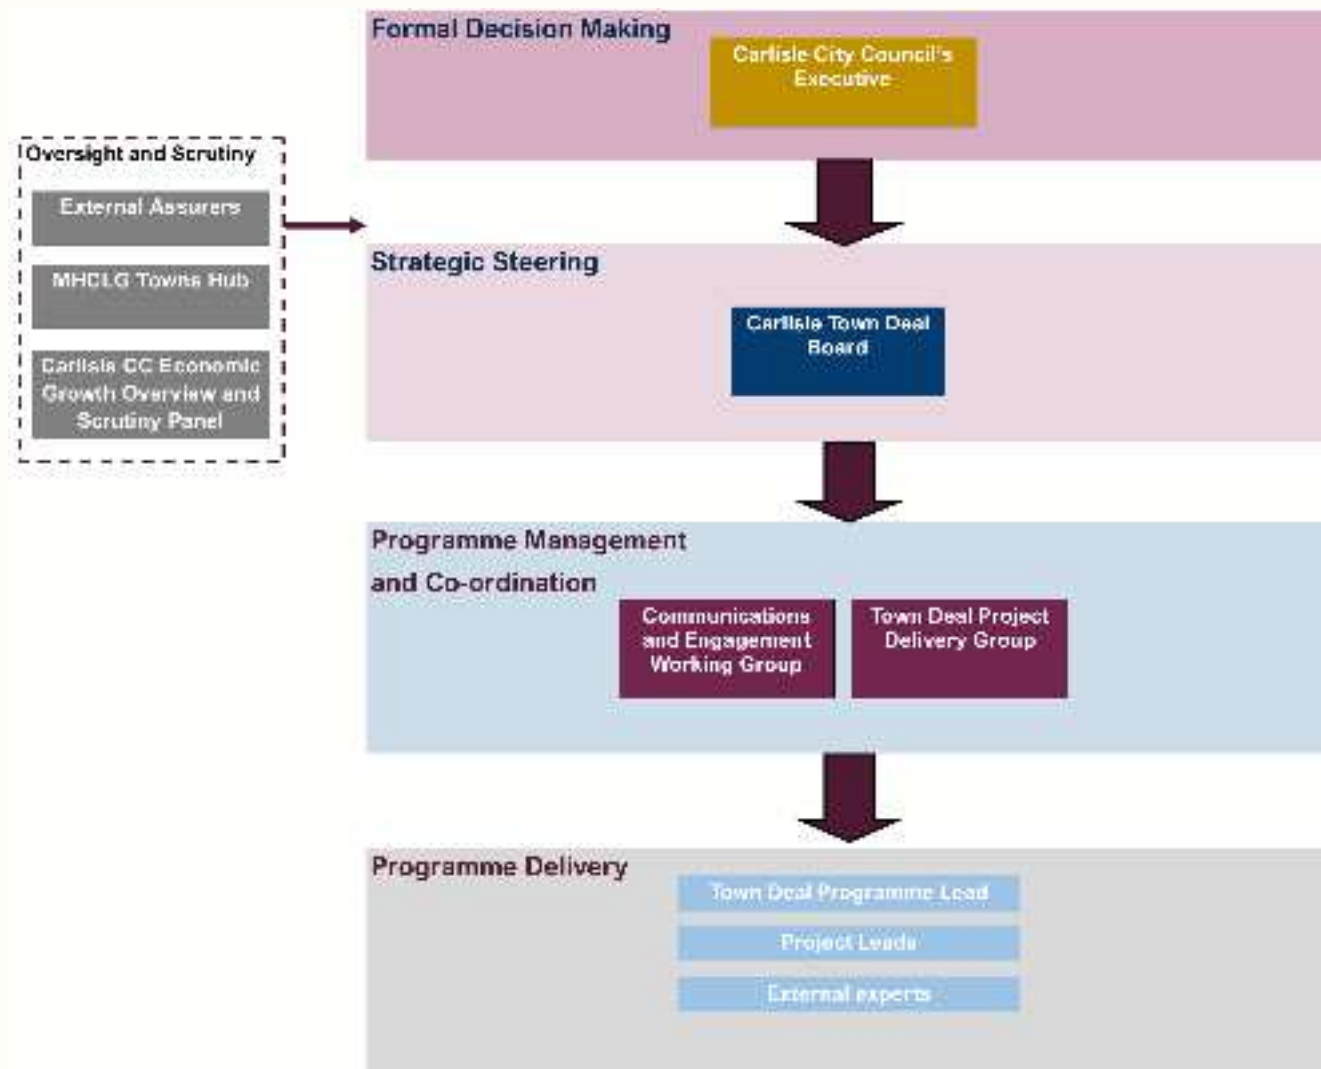 Formal Decision Making
Carlisle City Council's
Executive
Oversight and Scrutiny
External Assurers
MHCLG Towns Hub
Carlisle CC Economic
Growth Overview and
Scrutiny Panel
Strategic Steering
Carlisle Town Deal
Board
Programme Management
and Co-ordination
Communications
and Engagement
Working Group
Town Deal Project
Delivery Group
Programme Delivery
Town Deal Programme Lead
Project Leads
External experts